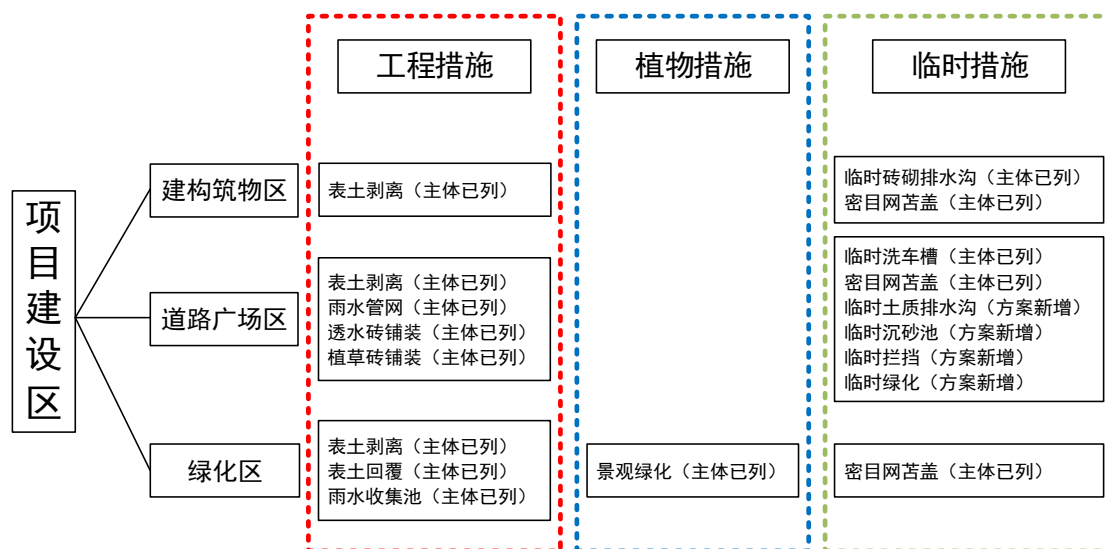 工程措施
植物措施
临时措施
项目建设区
建构筑物区
表土剥离（主体已列）
临时砖砌排水沟（主体已列）
密目网苫盖（主体已列）
道路广场区
表土剥离（主体已列）
雨水管网（主体已列）
透水砖铺装（主体已列）
植草砖铺装（主体已列）
临时洗车槽（主体已列）
密目网苫盖（主体已列）
临时土质排水沟（方案新增）
临时沉砂池（方案新增）
临时拦挡（方案新增）
临时绿化（方案新增）
绿化区
表土剥离（主体已列）
表土回覆（主体已列）
雨水收集池（主体已列）
景观绿化（主体已列）
密目网苫盖（主体已列）